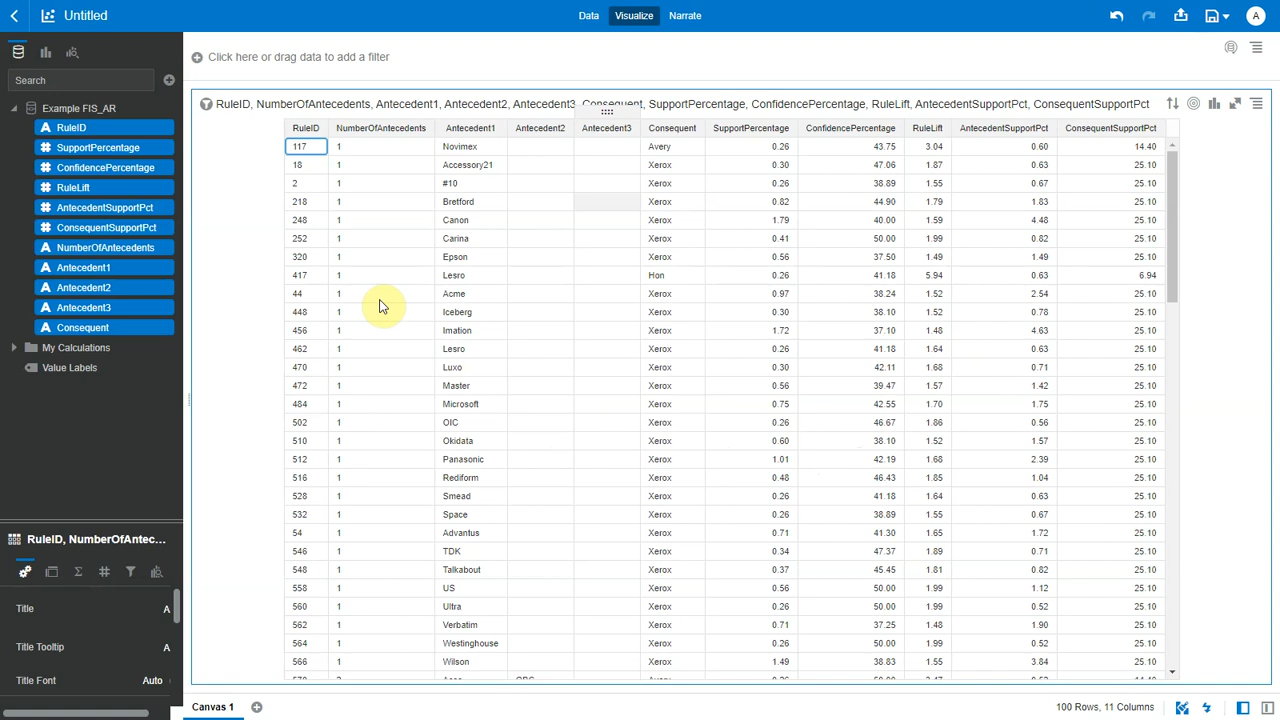 Untitled
Data Visualize Narrate
A
Search
Click here or drag data to add a filter
Example FIS_AR
A RuleID
# SupportPercentage
# ConfidencePercentage
# RuleLift
# AntecedentSupportPct
# ConsequentSupportPct
A NumberOfAntecedents
A Antecedent1
A Antecedent2
A Antecedent3
A Consequent
My Calculations
Value Labels
RuleID, NumberOfAntec...
Title A
Title Tooltip A
Title Font Auto
RuleID, NumberOfAntecedents, Antecedent1, Antecedent2, Antecedent3, Consequent, SupportPercentage, ConfidencePercentage, RuleLift, AntecedentSupportPct, ConsequentSupportPct
RuleID NumberOfAntecedents Antecedent1 Antecedent2 Antecedent3 Consequent SupportPercentage ConfidencePercentage RuleLift AntecedentSupportPct ConsequentSupportPct
117 1 Novimex Avery 0.26 43.75 3.04 0.60 14.40
18 1 Accessory21 Xerox 0.30 47.06 1.87 0.63 25.10
2 1 #10 Xerox 0.26 38.89 1.55 0.67 25.10
218 1 Bretford Xerox 0.82 44.90 1.79 1.83 25.10
248 1 Canon Xerox 1.79 40.00 1.59 4.48 25.10
252 1 Carina Xerox 0.41 50.00 1.99 0.82 25.10
320 1 Epson Xerox 0.56 37.50 1.49 1.49 25.10
417 1 Lesro Hon 0.26 41.18 5.94 0.63 6.94
44 1 Acme Xerox 0.97 38.24 1.52 2.54 25.10
448 1 Iceberg Xerox 0.30 38.10 1.52 0.78 25.10
456 1 Imation Xerox 1.72 37.10 1.48 4.63 25.10
462 1 Lesro Xerox 0.26 41.18 1.64 0.63 25.10
470 1 Luxo Xerox 0.30 42.11 1.68 0.71 25.10
472 1 Master Xerox 0.56 39.47 1.57 1.42 25.10
484 1 Microsoft Xerox 0.75 42.55 1.70 1.75 25.10
502 1 OIC Xerox 0.26 46.67 1.86 0.56 25.10
510 1 Okidata Xerox 0.60 38.10 1.52 1.57 25.10
512 1 Panasonic Xerox 1.01 42.19 1.68 2.39 25.10
516 1 Rediform Xerox 0.48 46.43 1.85 1.04 25.10
528 1 Smead Xerox 0.26 41.18 1.64 0.63 25.10
532 1 Space Xerox 0.26 38.89 1.55 0.67 25.10
54 1 Advantus Xerox 0.71 41.30 1.65 1.72 25.10
546 1 TDK Xerox 0.34 47.37 1.89 0.71 25.10
548 1 Talkabout Xerox 0.37 45.45 1.81 0.82 25.10
558 1 US Xerox 0.56 50.00 1.99 1.12 25.10
560 1 Ultra Xerox 0.26 50.00 1.99 0.52 25.10
562 1 Verbatim Xerox 0.71 37.25 1.48 1.90 25.10
564 1 Westinghouse Xerox 0.26 50.00 1.99 0.52 25.10
566 1 Wilson Xerox 1.49 38.83 1.55 3.84 25.10
Canvas 1
100 Rows, 11 Columns